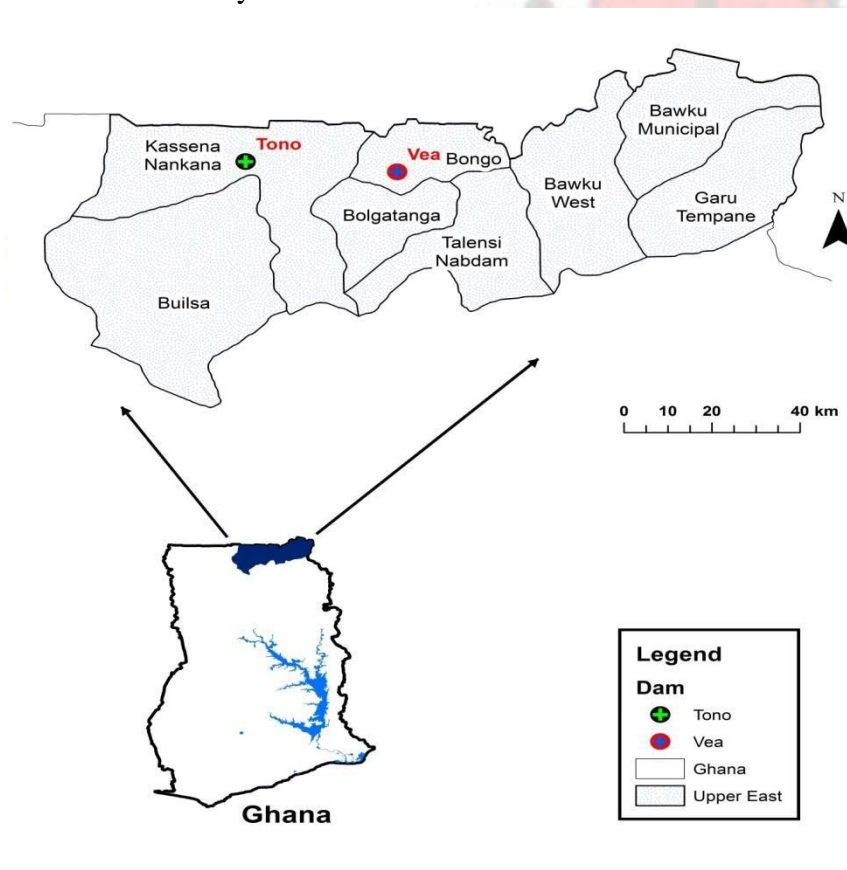 Bawku
Municipal
Kassena
Nankana
Tono
Vea Bongo
Bawku
West
Garu
Tempane
N
Bolgatanga
Talensi
Nabdam
Builsa
0 10 20 40 km
Ghana
Legend
Dam
Tono
Vea
Ghana
Upper East